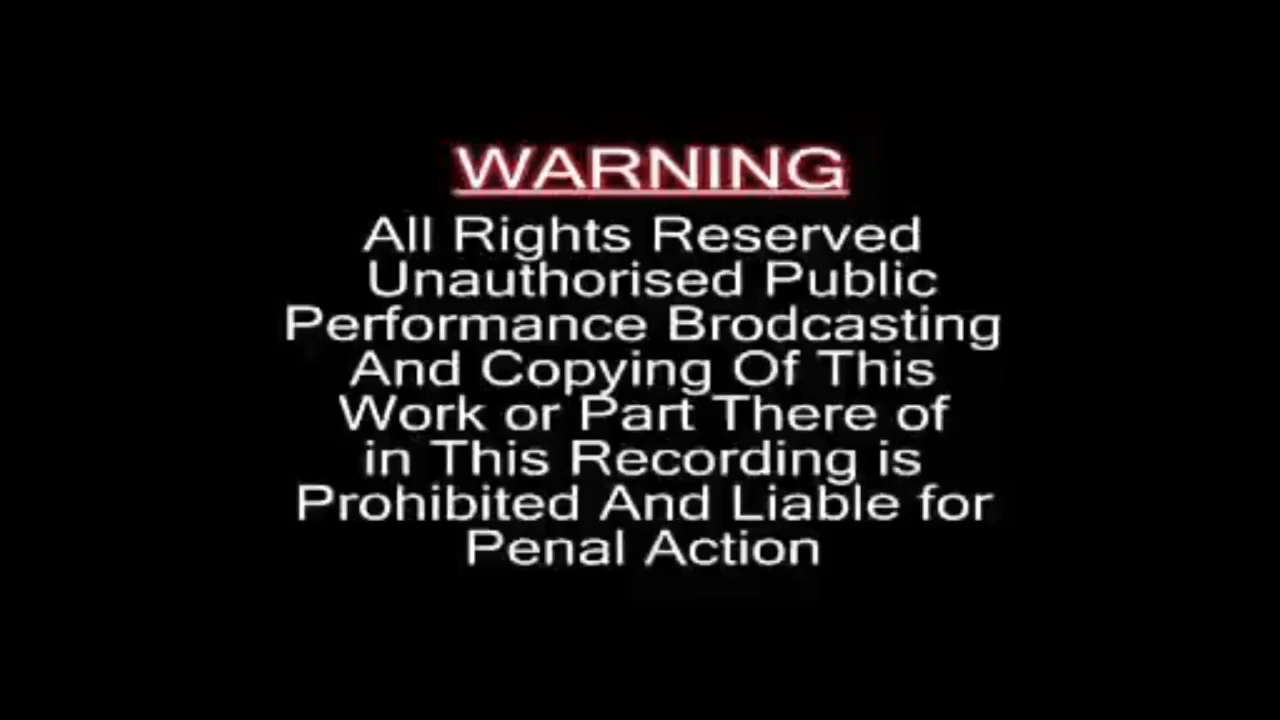 WARNING
All Rights Reserved
Unauthorised Public
Performance Brodcasting
And Copying Of This
Work or Part There of
in This Recording is
Prohibited And Liable for
Penal Action